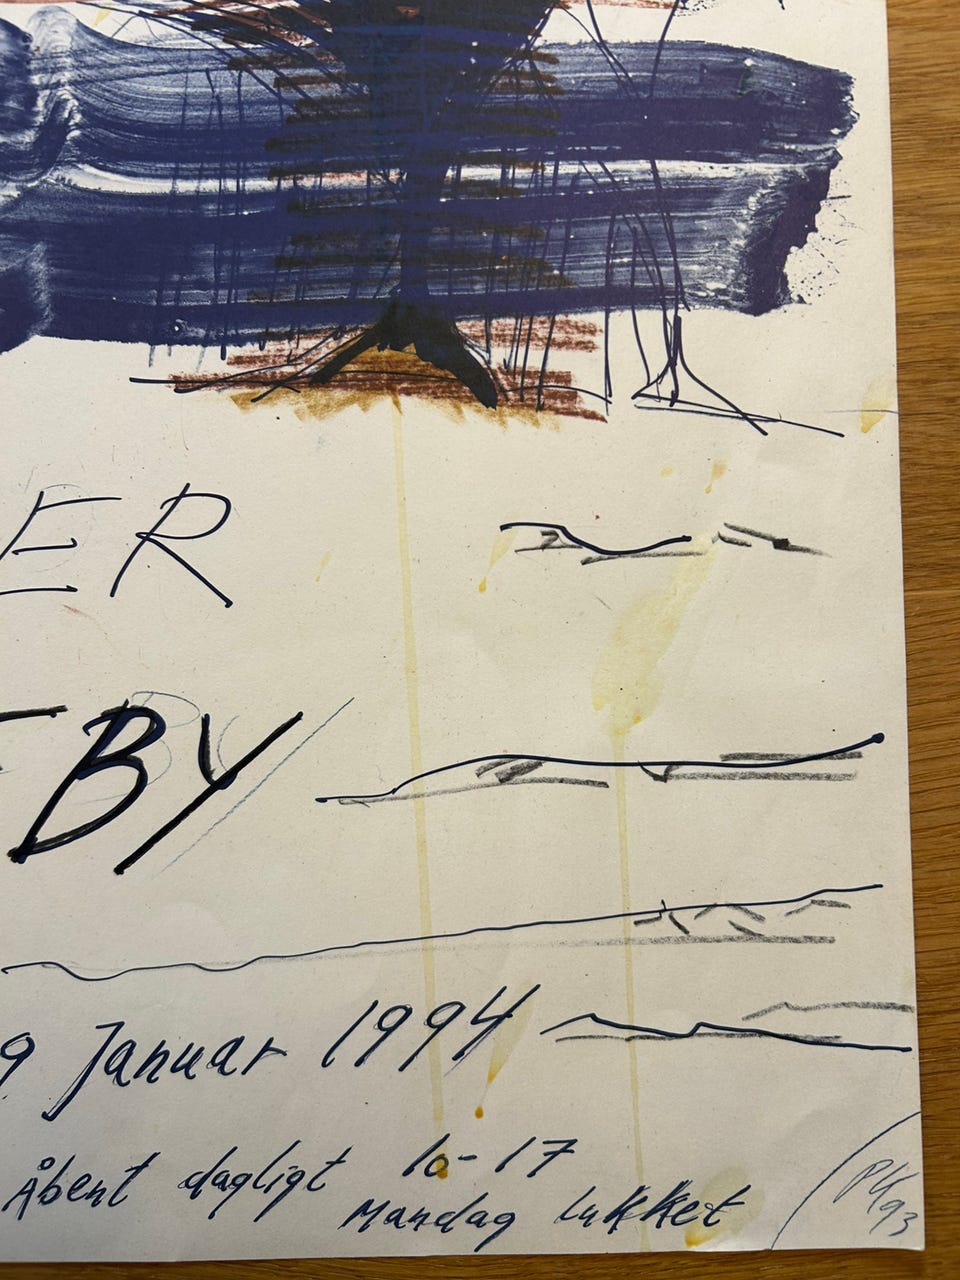 ER
BY
9 Januar 1994
Åbent dagligt 10-17
Mandag lukket
PK 93